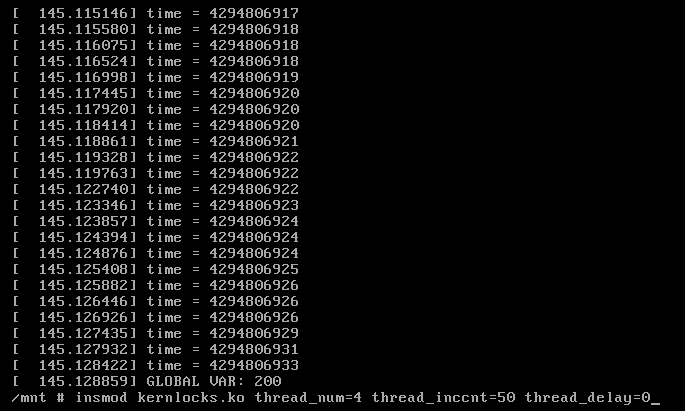 [  145.115146] time = 4294806917
[  145.115580] time = 4294806918
[  145.116075] time = 4294806918
[  145.116524] time = 4294806918
[  145.116998] time = 4294806919
[  145.117445] time = 4294806920
[  145.117920] time = 4294806920
[  145.118414] time = 4294806920
[  145.118861] time = 4294806921
[  145.119328] time = 4294806922
[  145.119763] time = 4294806922
[  145.122740] time = 4294806922
[  145.123346] time = 4294806923
[  145.123857] time = 4294806924
[  145.124394] time = 4294806924
[  145.124876] time = 4294806924
[  145.125408] time = 4294806925
[  145.125882] time = 4294806926
[  145.126446] time = 4294806926
[  145.126926] time = 4294806926
[  145.127435] time = 4294806929
[  145.127932] time = 4294806931
[  145.128422] time = 4294806933
[  145.128859] GLOBAL VAR: 200
/mnt # insmod kernlocks.ko thread_num=4 thread_inccnt=50 thread_delay=0_